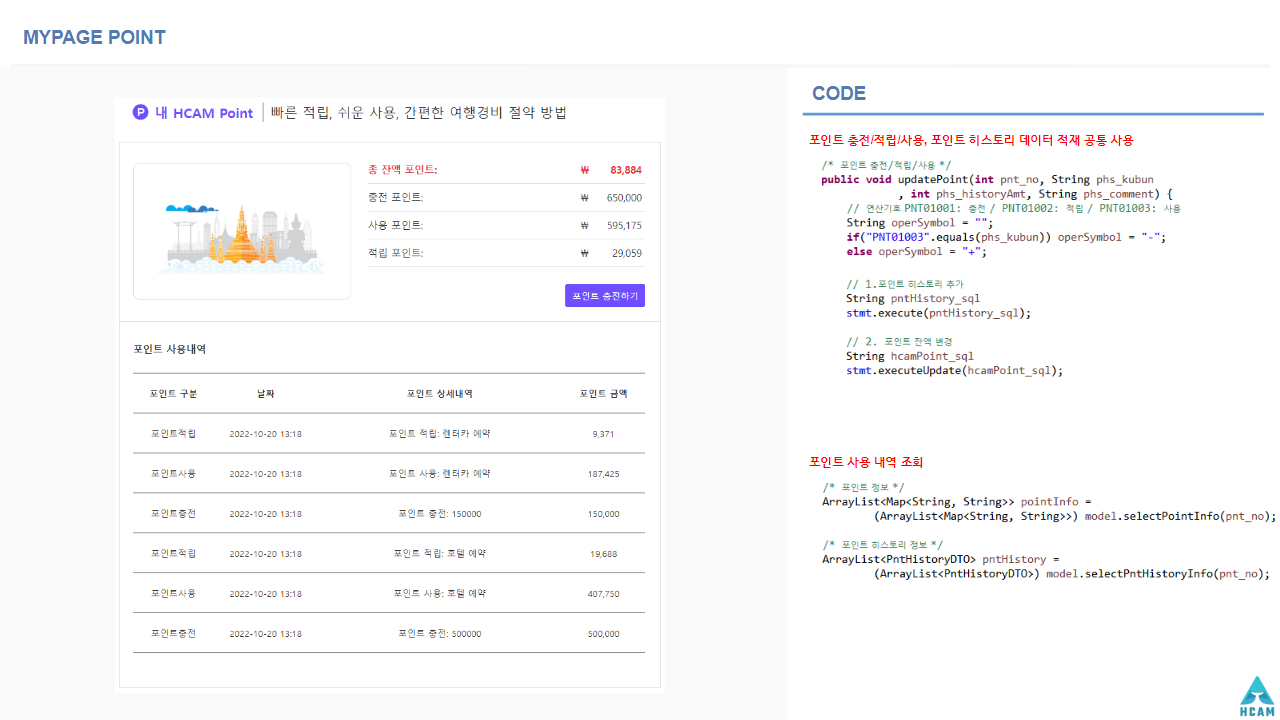 MYPAGE POINT
P 내 HCAM Point | 빠른 적립, 쉬운 사용, 간편한 여행경비 절약 방법
총 잔액 포인트: ₩ 83,884
충전 포인트: ₩ 650,000
사용 포인트: ₩ 595,175
적립 포인트: ₩ 29,059
포인트 충전하기
포인트 사용내역
포인트 구분 날짜 포인트 상세내역 포인트 금액
포인트적립 2022-10-20 13:18 포인트 적립: 렌터카 예약 9,371
포인트사용 2022-10-20 13:18 포인트 사용: 렌터카 예약 187,425
포인트충전 2022-10-20 13:18 포인트 충전: 150000 150,000
포인트적립 2022-10-20 13:18 포인트 적립: 호텔 예약 19,688
포인트사용 2022-10-20 13:18 포인트 사용: 호텔 예약 407,750
포인트충전 2022-10-20 13:18 포인트 충전: 500000 500,000
CODE
포인트 충전/적립/사용, 포인트 히스토리 데이터 적재 공통 사용
/* 포인트 충전/적립/사용 */
public void updatePoint(int pnt_no, String phs_kubun
, int phs_historyAmt, String phs_comment) {
// 연산기호 PNT01001: 충전 / PNT01002: 적립 / PNT01003: 사용
String operSymbol = "";
if("PNT01003".equals(phs_kubun)) operSymbol = "-";
else operSymbol = "+";
// 1.포인트 히스토리 추가
String pntHistory_sql
stmt.execute(pntHistory_sql);
// 2. 포인트 잔액 변경
String hcamPoint_sql
stmt.executeUpdate(hcamPoint_sql);
포인트 사용 내역 조회
/* 포인트 정보 */
ArrayList<Map<String, String>> pointInfo =
(ArrayList<Map<String, String>>) model.selectPointInfo(pnt_no);
/* 포인트 히스토리 정보 */
ArrayList<PntHistoryDTO> pntHistory =
(ArrayList<PntHistoryDTO>) model.selectPntHistoryInfo(pnt_no);
HCAM